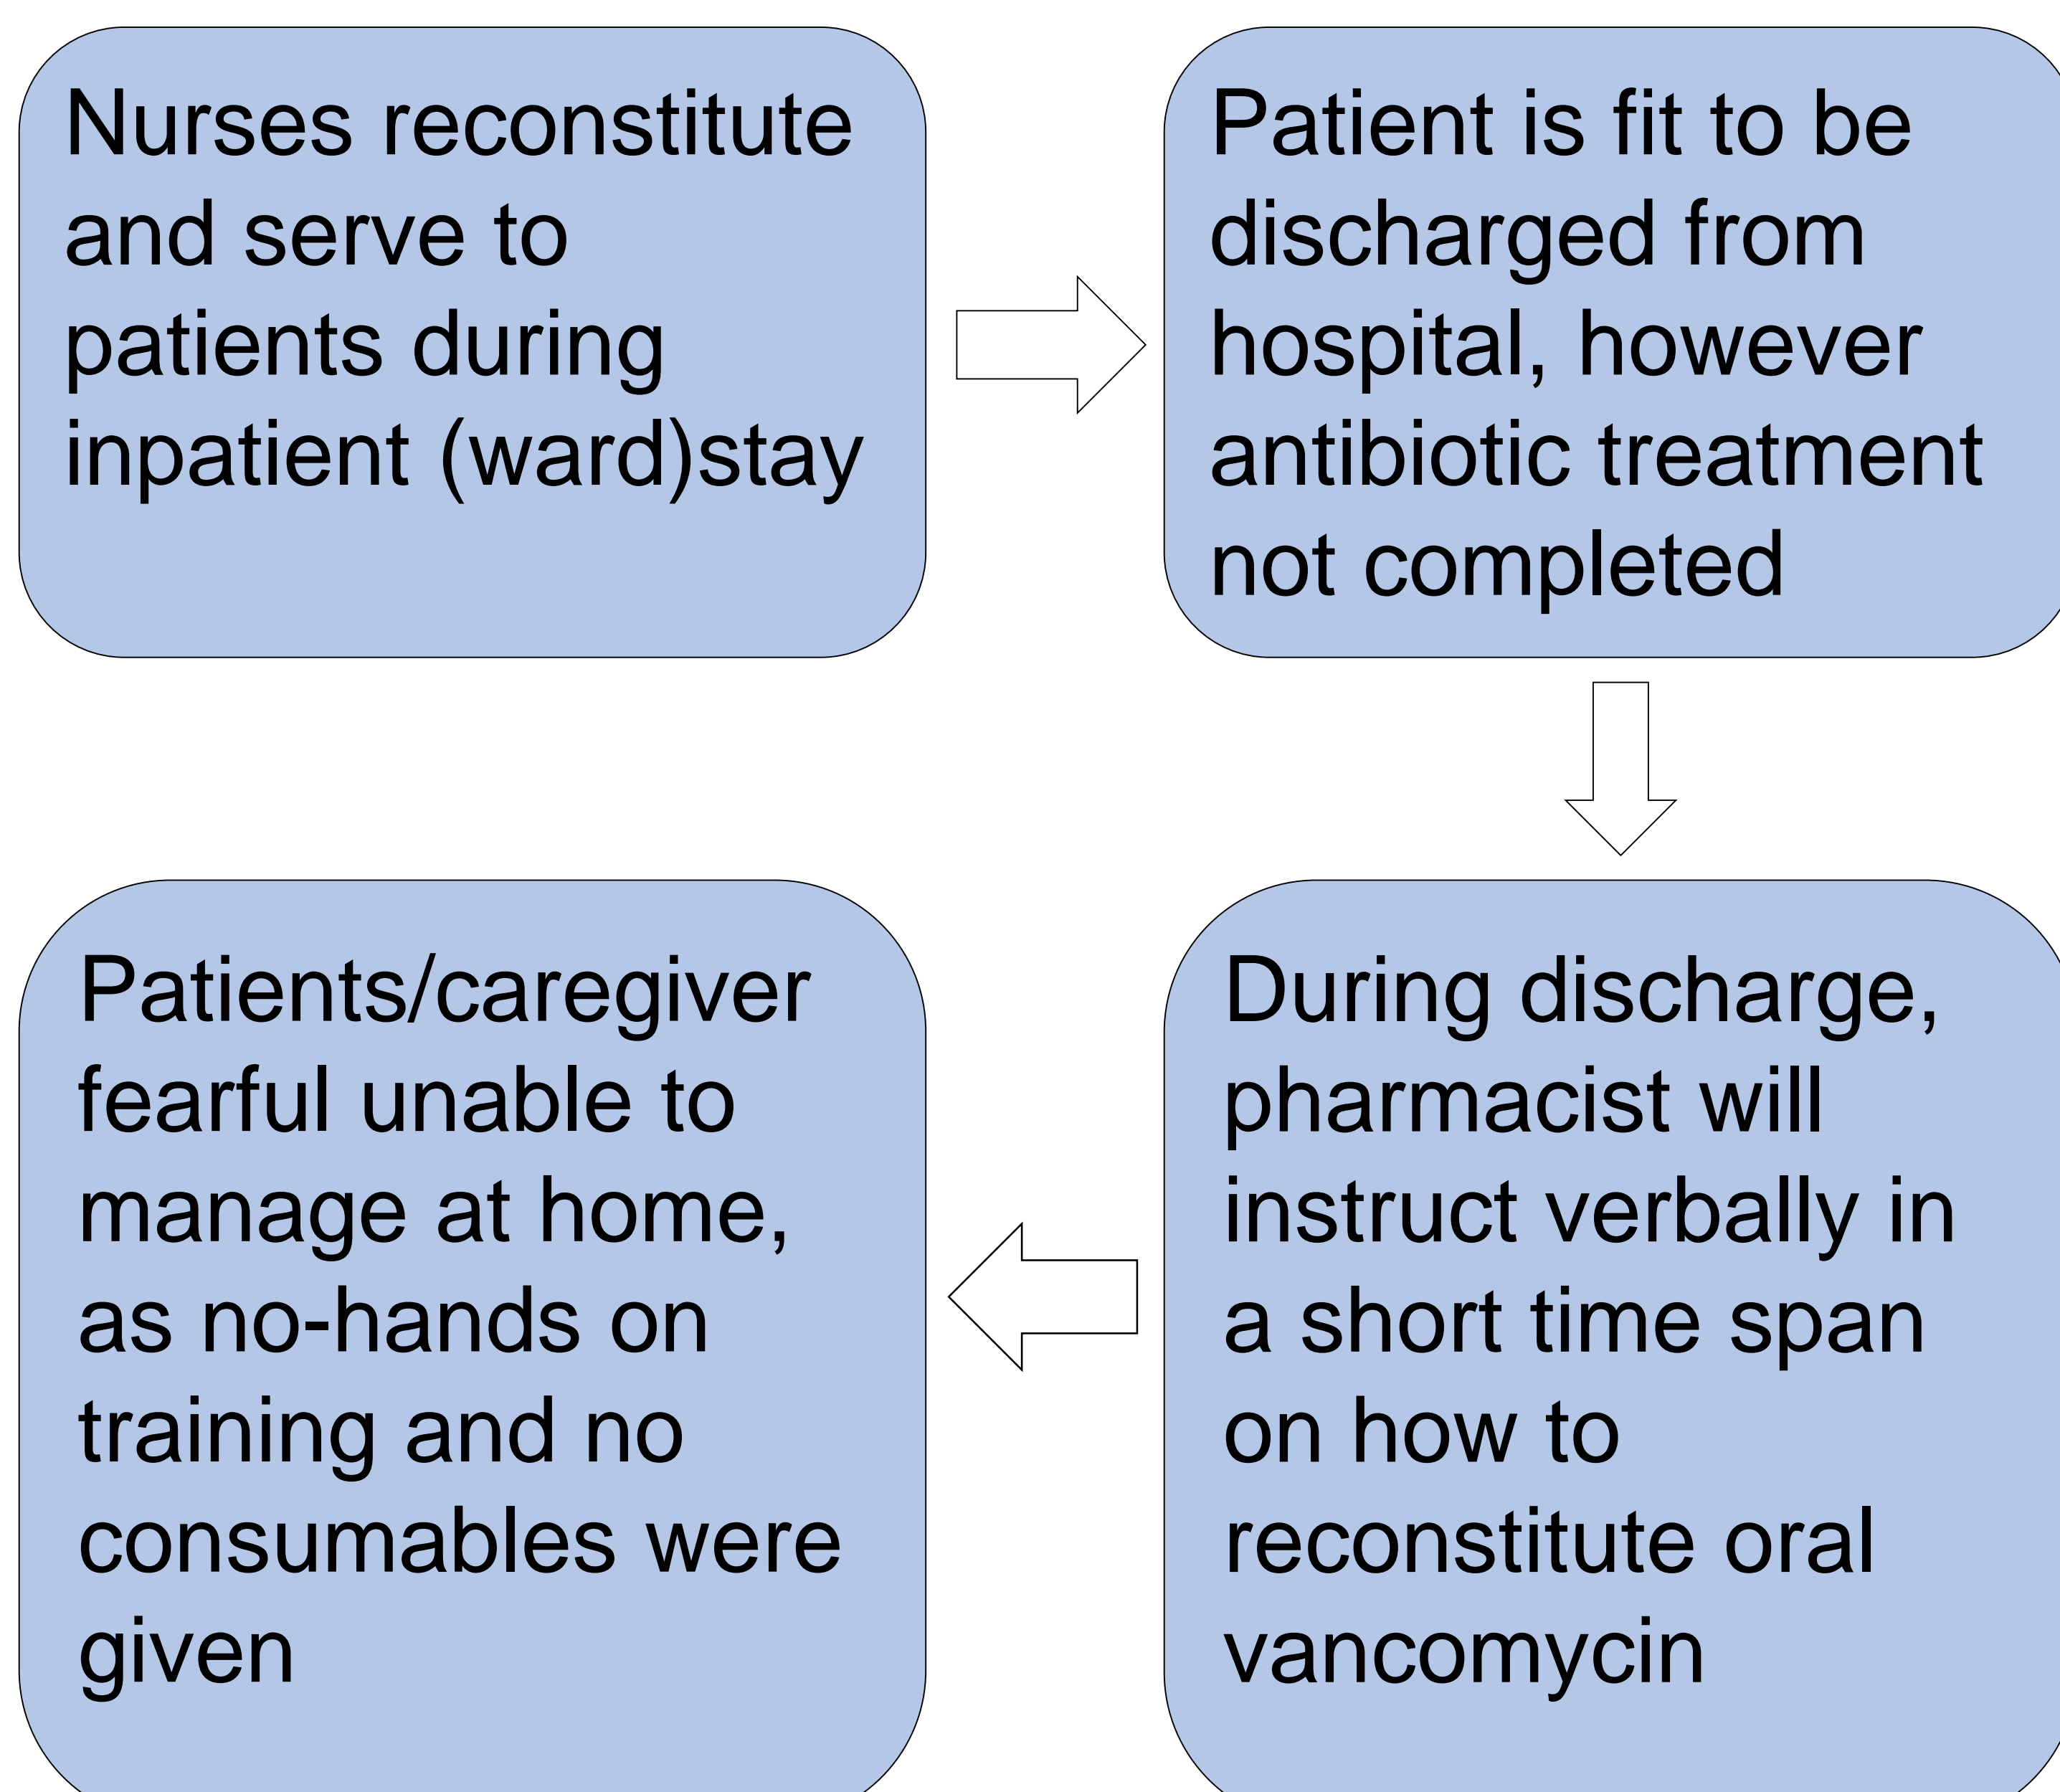 Nurses reconstitute
and serve to
patients during
inpatient (ward)stay
Patient is fit to be
discharged from
hospital, however
antibiotic treatment
not completed
During discharge,
pharmacist will
instruct verbally in
a short time span
on how to
reconstitute oral
vancomycin
Patients/caregiver
fearful unable to
manage at home,
as no-hands on
training and no
consumables were
given